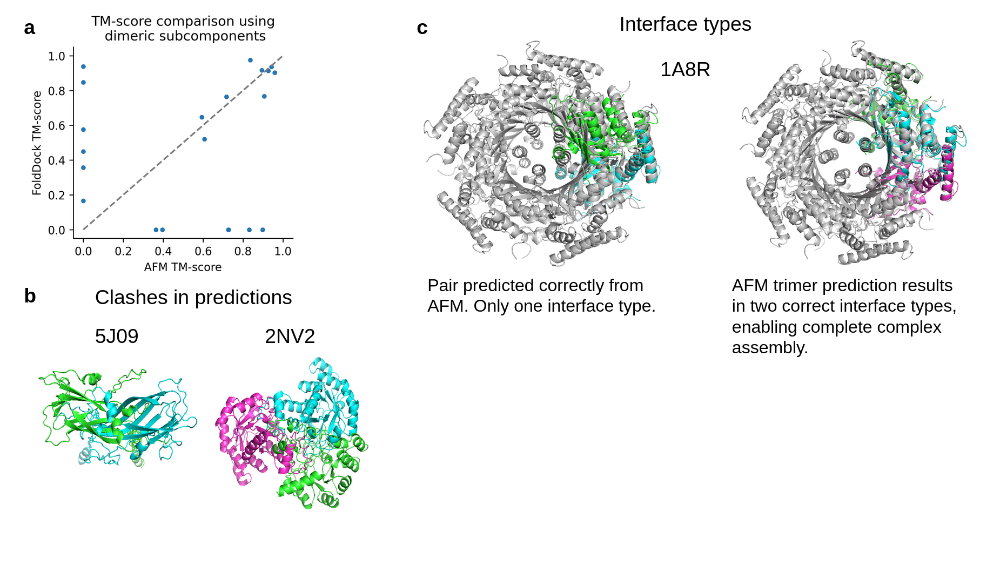 a
TM-score comparison using
dimeric subcomponents
1.0
0.8
0.6
0.4
0.2
0.0
FoldDock TM-score
0.0 0.2 0.4 0.6 0.8 1.0
AFM TM-score
b
Clashes in predictions
5J09 2NV2
c
Interface types
1A8R
Pair predicted correctly from
AFM. Only one interface type.
AFM trimer prediction results
in two correct interface types,
enabling complete complex
assembly.